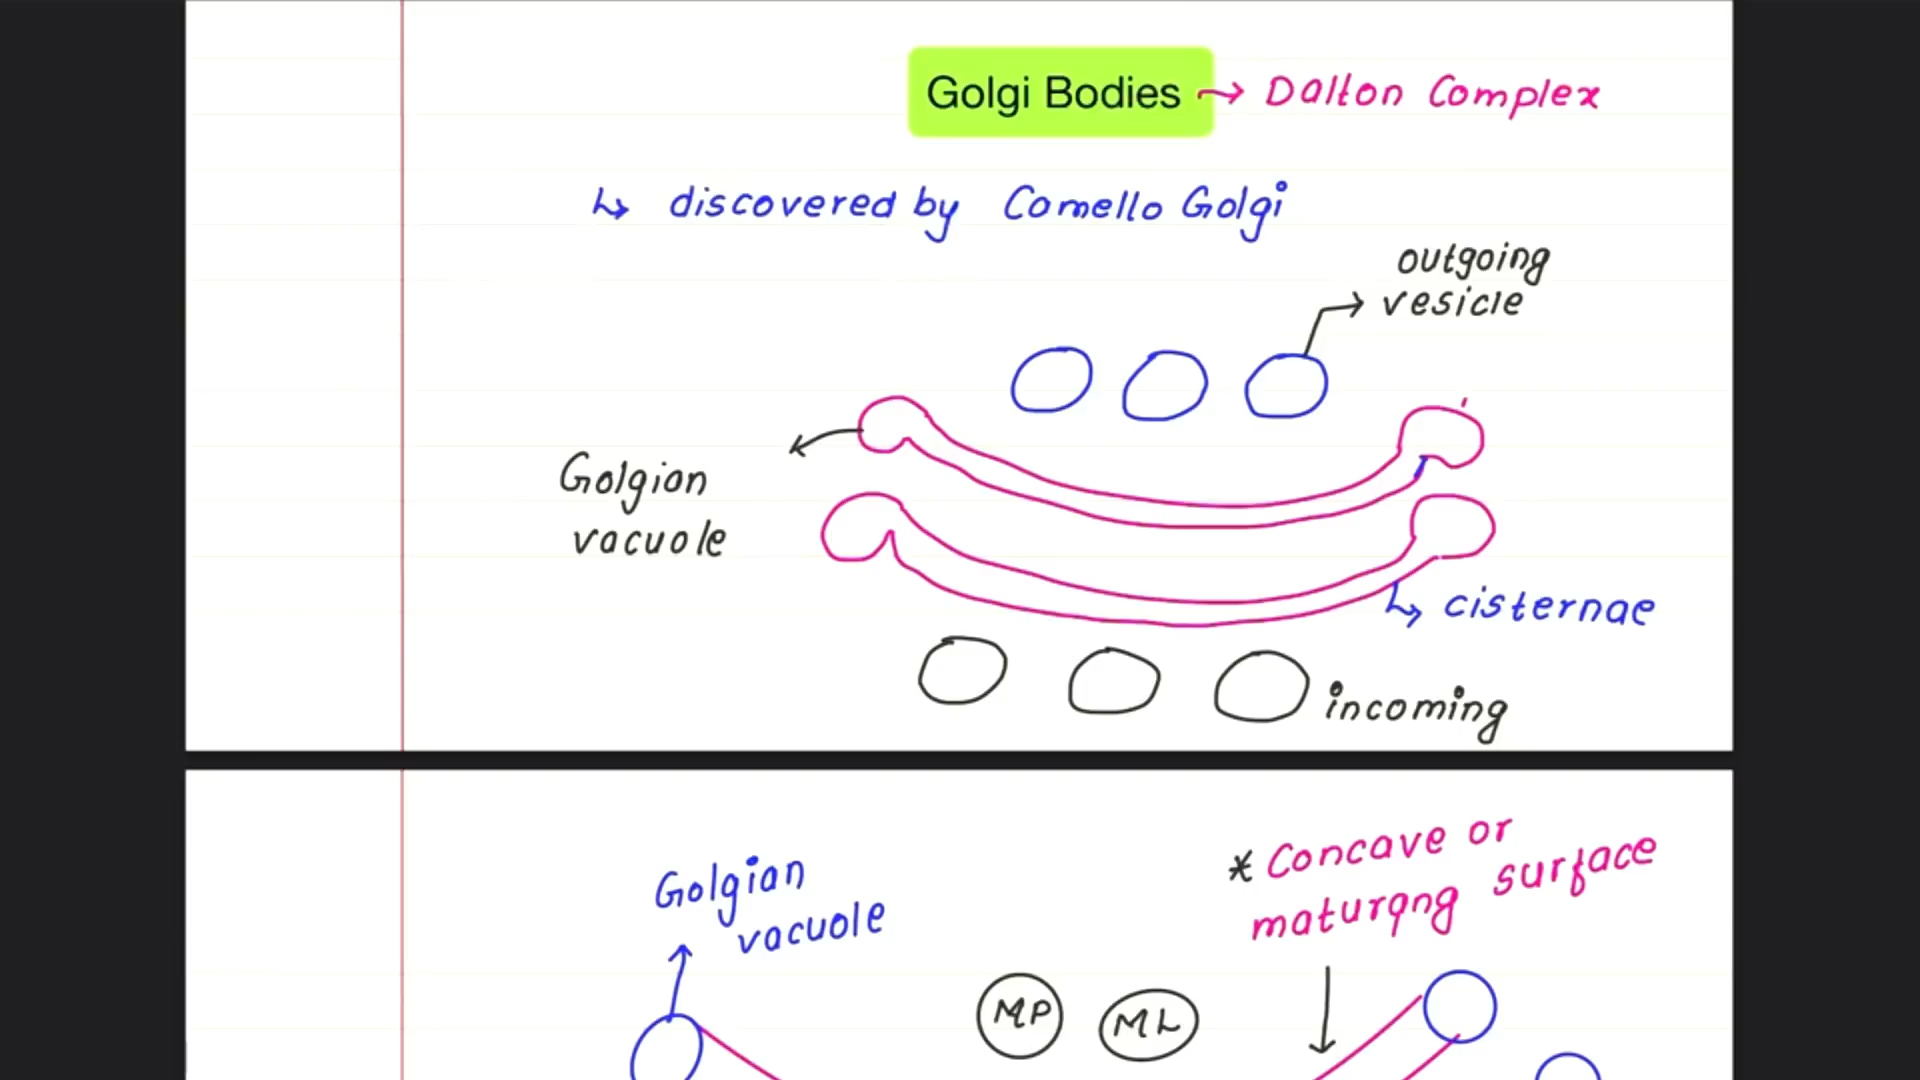 Golgi Bodies → Dalton Complex
↳ discovered by Comello Golgi
outgoing
vesicle
Golgian
vacuole
↳ cisternae
incoming
Golgian
vacuole
* Concave or
maturqng surface
MP ML